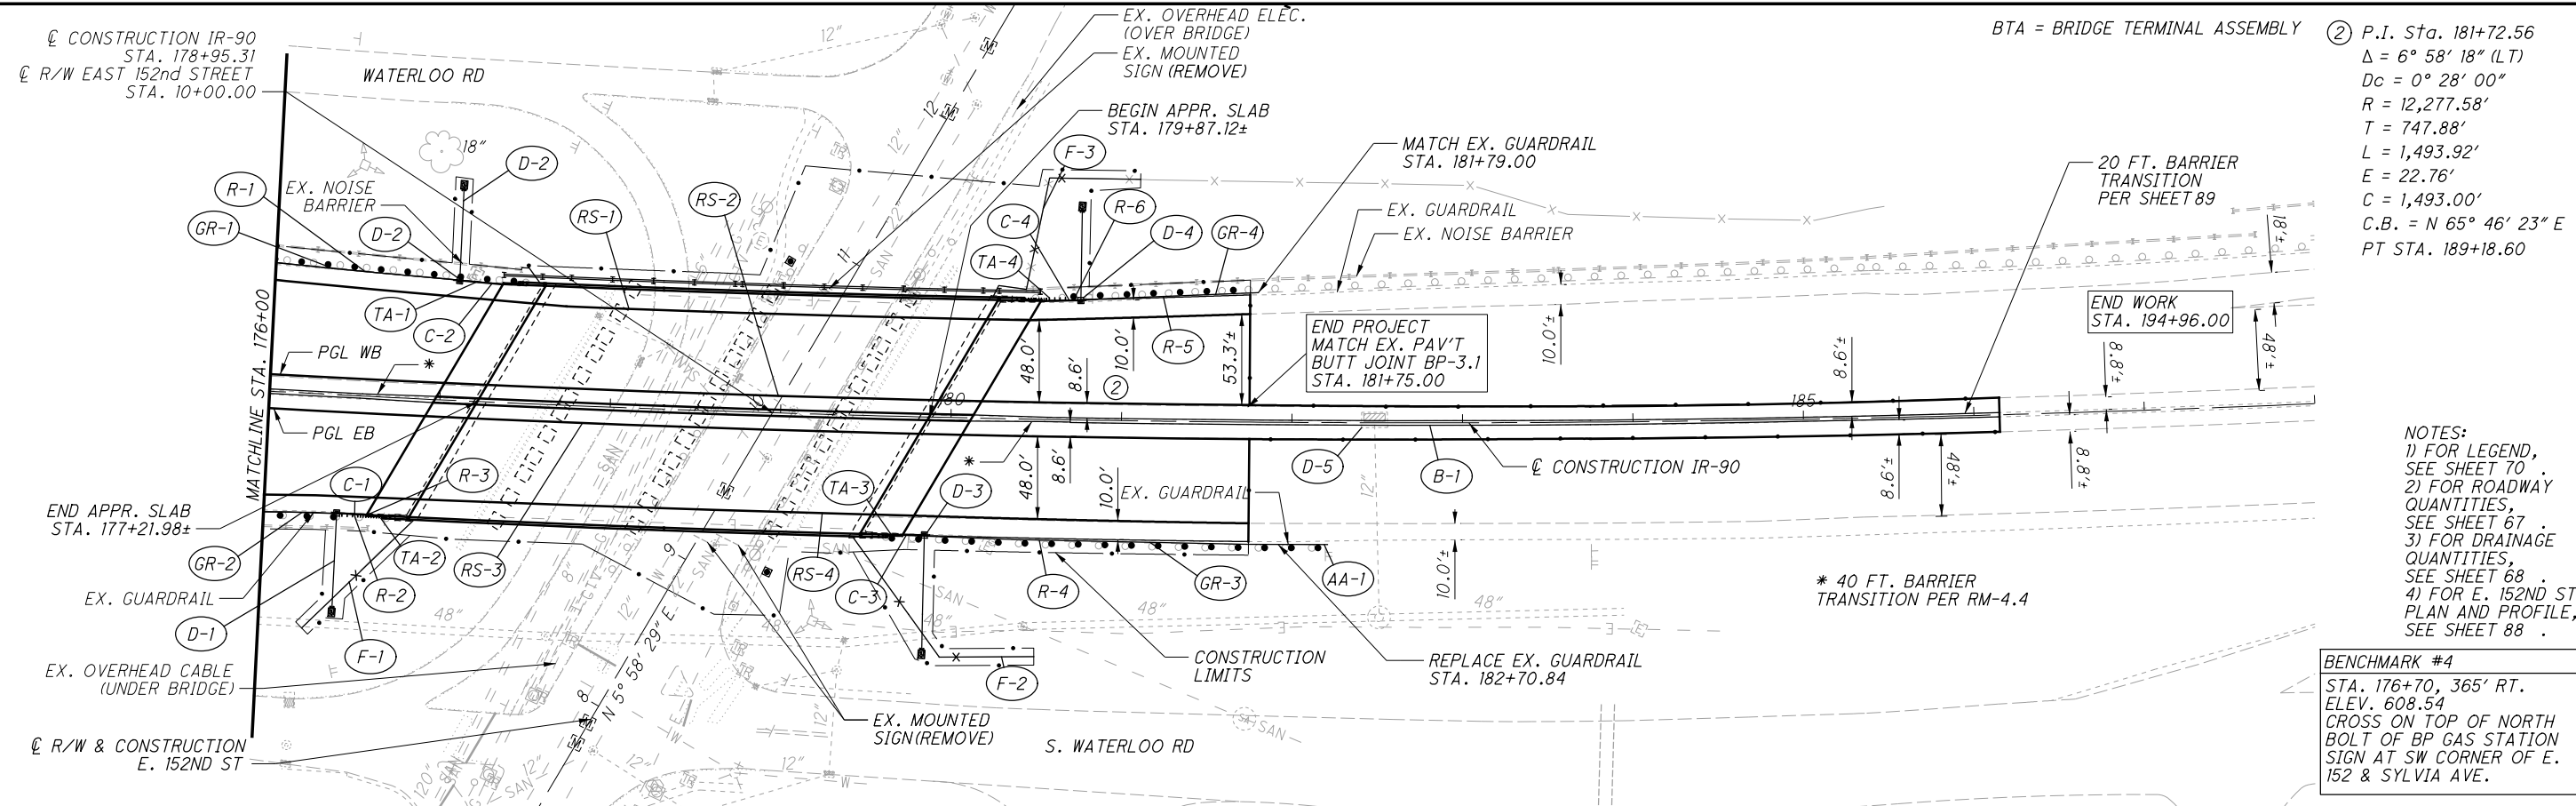 ℄ CONSTRUCTION IR-90
STA. 178+95.31
℄ R/W EAST 152nd STREET
STA. 10+00.00
WATERLOO RD
12"
EX. OVERHEAD ELEC.
(OVER BRIDGE)
EX. MOUNTED
SIGN (REMOVE)
BEGIN APPR. SLAB
STA. 179+87.12±
BTA = BRIDGE TERMINAL ASSEMBLY
2 P.I. Sta. 181+72.56
Δ = 6° 58' 18" (LT)
Dc = 0° 28' 00"
R = 12,277.58'
T = 747.88'
L = 1,493.92'
E = 22.76'
C = 1,493.00'
C.B. = N 65° 46' 23" E
PT STA. 189+18.60
MATCH EX. GUARDRAIL
STA. 181+79.00
20 FT. BARRIER
TRANSITION
PER SHEET 89
18"
D-2
R-1
EX. NOISE
BARRIER
GR-1
D-2
RS-1
RS-2
F-3
C-4
R-6
D-4
GR-4
TA-4
EX. GUARDRAIL
EX. NOISE BARRIER
18'±
TA-1
C-2
R-5
END PROJECT
MATCH EX. PAV'T
BUTT JOINT BP-3.1
STA. 181+75.00
END WORK
STA. 194+96.00
MATCHLINE STA. 176+00
PGL WB
*
48.0'
8.6'
10.0'
2
53.3'±
10.0'±
8.6'±
8.8'±
48'±
180
185
PGL EB
C-1
R-3
TA-3
D-3
*
48.0'
8.6'
10.0'
EX. GUARDRAIL
D-5
B-1
℄ CONSTRUCTION IR-90
12"
8.6'±
48'±
8.8'±
END APPR. SLAB
STA. 177+21.98±
GR-2
TA-2
RS-3
RS-4
C-3
R-4
GR-3
AA-1
10.0'±
EX. GUARDRAIL
R-2
D-1
F-1
F-2
48"
48"
48"
48"
* 40 FT. BARRIER
TRANSITION PER RM-4.4
NOTES:
1) FOR LEGEND,
SEE SHEET 70 .
2) FOR ROADWAY
QUANTITIES,
SEE SHEET 67 .
3) FOR DRAINAGE
QUANTITIES,
SEE SHEET 68 .
4) FOR E. 152ND ST
PLAN AND PROFILE,
SEE SHEET 88 .
EX. OVERHEAD CABLE
(UNDER BRIDGE)
N 5° 58' 29" E
CONSTRUCTION
LIMITS
REPLACE EX. GUARDRAIL
STA. 182+70.84
EX. MOUNTED
SIGN (REMOVE)
S. WATERLOO RD
℄ R/W & CONSTRUCTION
E. 152ND ST
BENCHMARK #4
STA. 176+70, 365' RT.
ELEV. 608.54
CROSS ON TOP OF NORTH
BOLT OF BP GAS STATION
SIGN AT SW CORNER OF E.
152 & SYLVIA AVE.